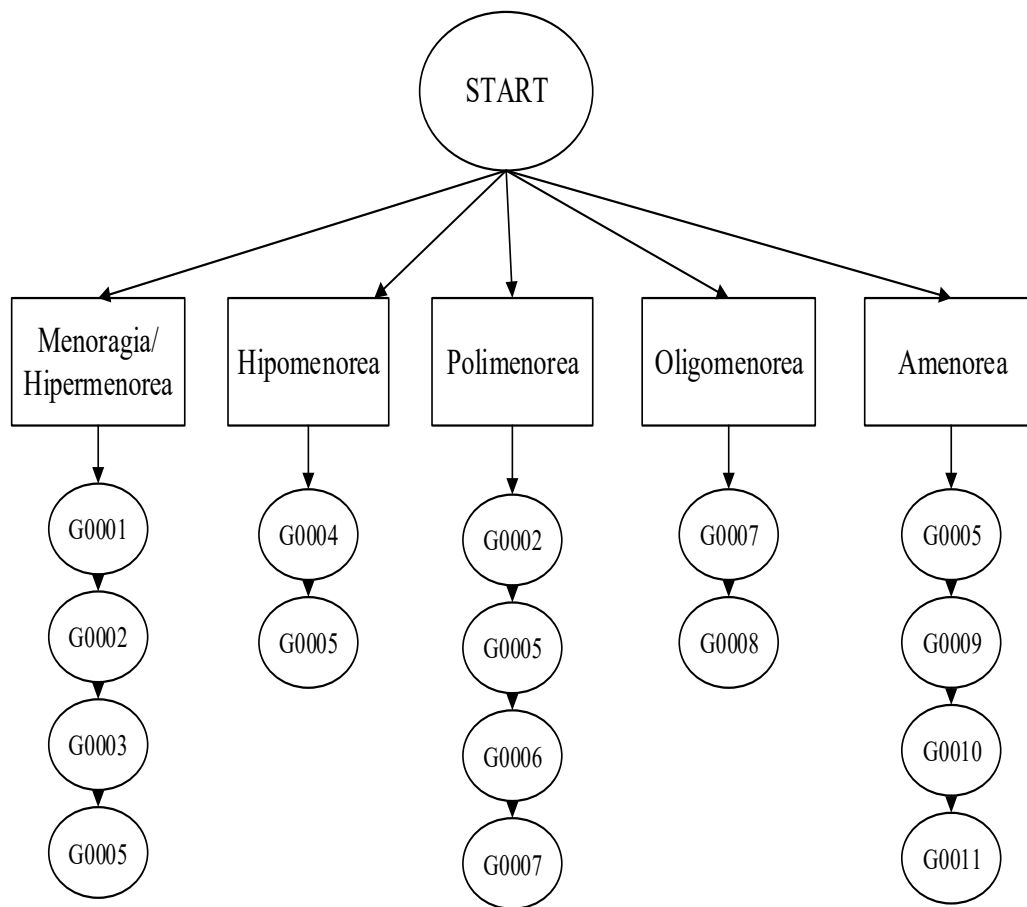 START
Menoragia/
Hipermenorea
Hipomenorea
Polimenorea
Oligomenorea
Amenorea
G0001
G0002
G0003
G0005
G0004
G0005
G0002
G0005
G0006
G0007
G0007
G0008
G0005
G0009
G0010
G0011